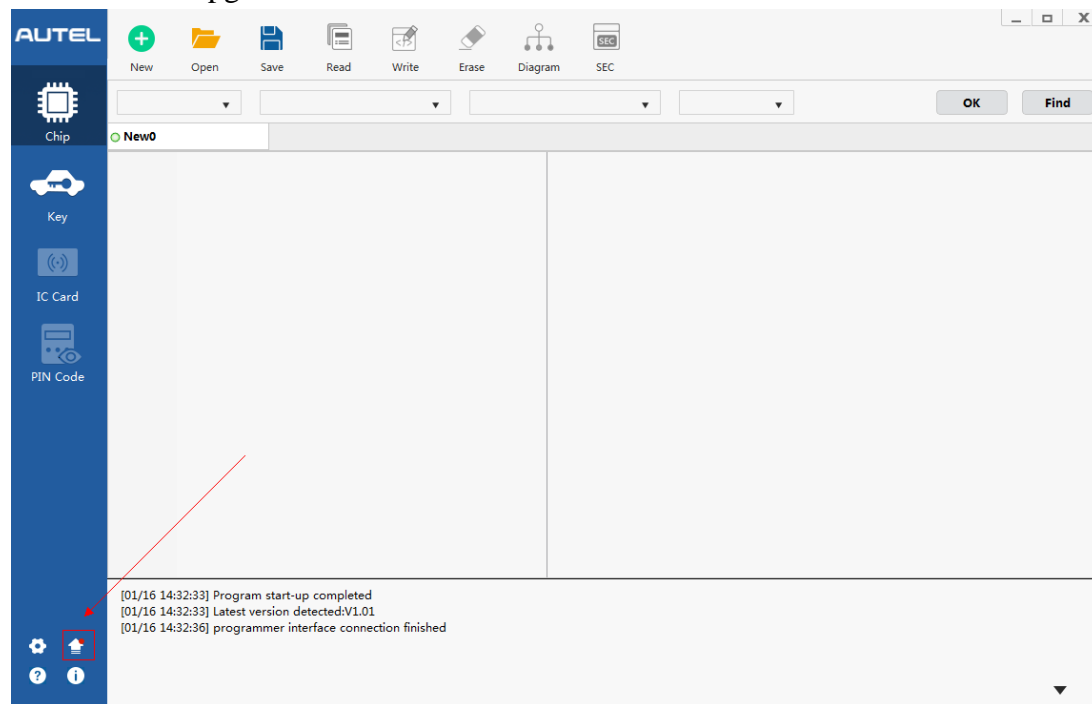 AUTEL
New Open Save Read Write Erase Diagram SEC
OK Find
Chip
New0
Key
IC Card
PIN Code
[01/16 14:32:33] Program start-up completed
[01/16 14:32:33] Latest version detected:V1.01
[01/16 14:32:36] programmer interface connection finished